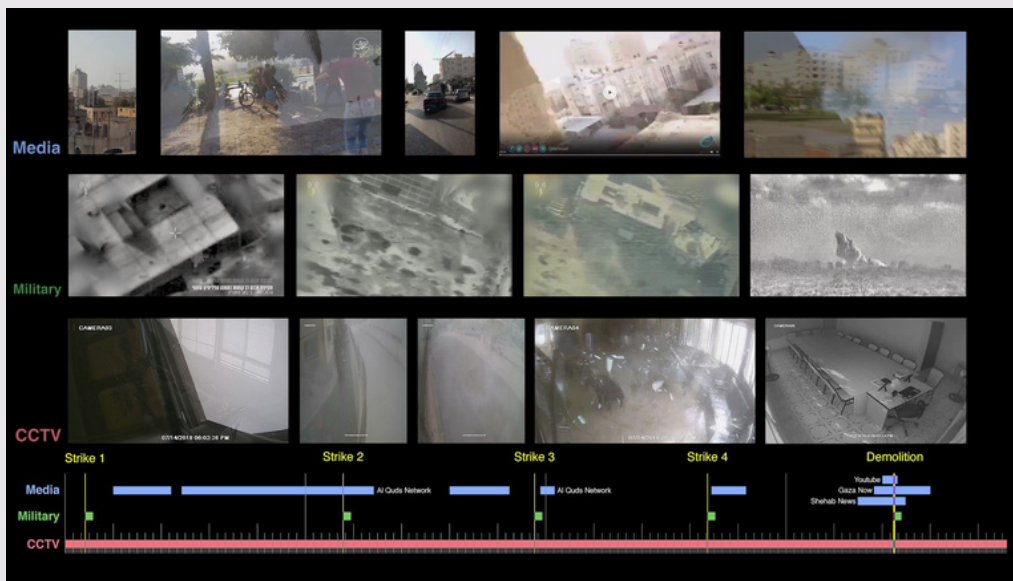 Media
Military
CAMERA03
CAMERA04
07/14/2018 06:03:36 PM
CCTV
Strike 1
Strike 2
Strike 3
Strike 4
Demolition
Media
Al Quds Network
Al Quds Network
Youtube
Gaza Now
Shehab News
Military
CCTV